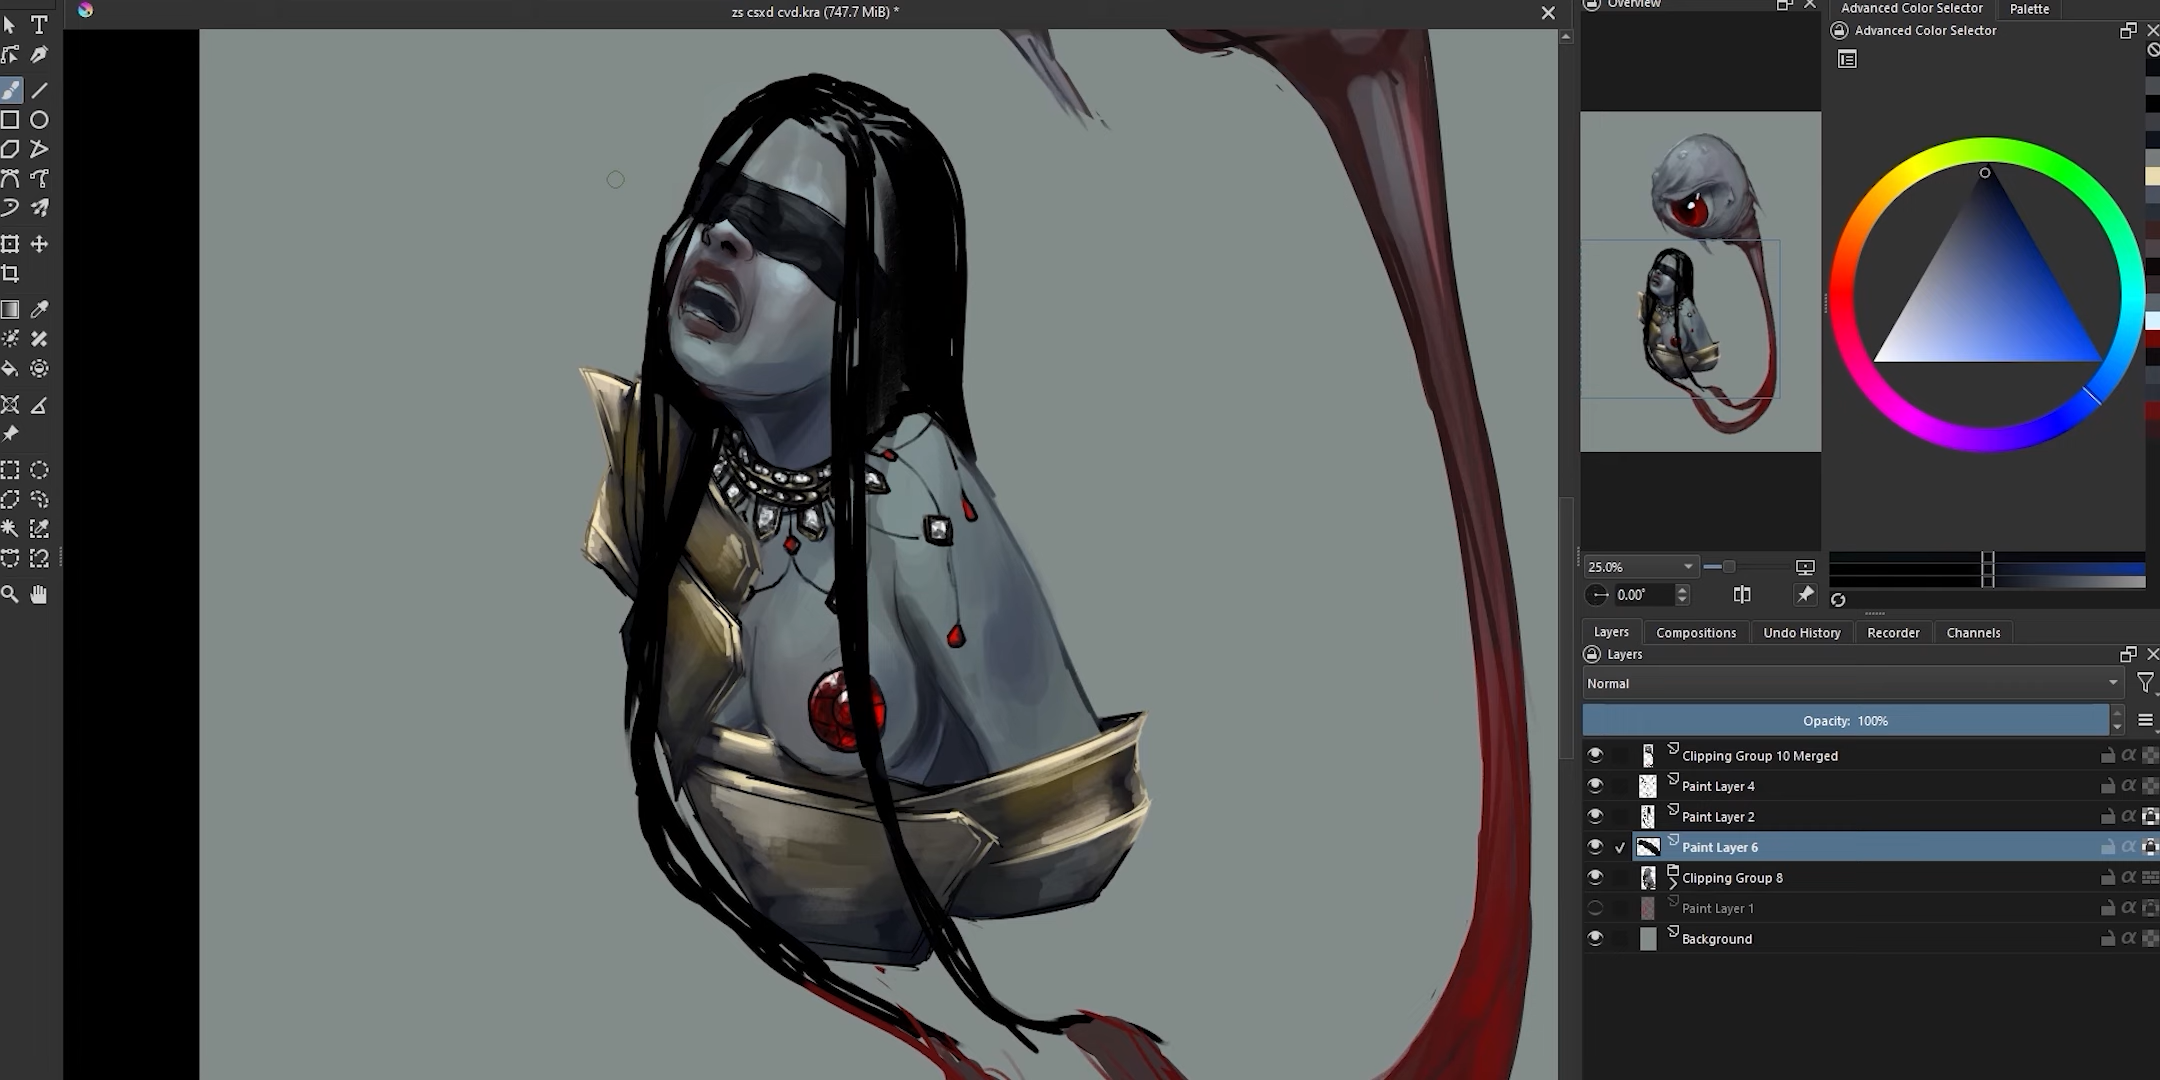 zs csxd cvd.kra (747.7 MiB) *
Overview
Advanced Color Selector
Palette
Advanced Color Selector
25.0%
0.00°
Layers
Compositions
Undo History
Recorder
Channels
Layers
Normal
Opacity: 100%
Clipping Group 10 Merged
Paint Layer 4
Paint Layer 2
Paint Layer 6
Clipping Group 8
Paint Layer 1
Background